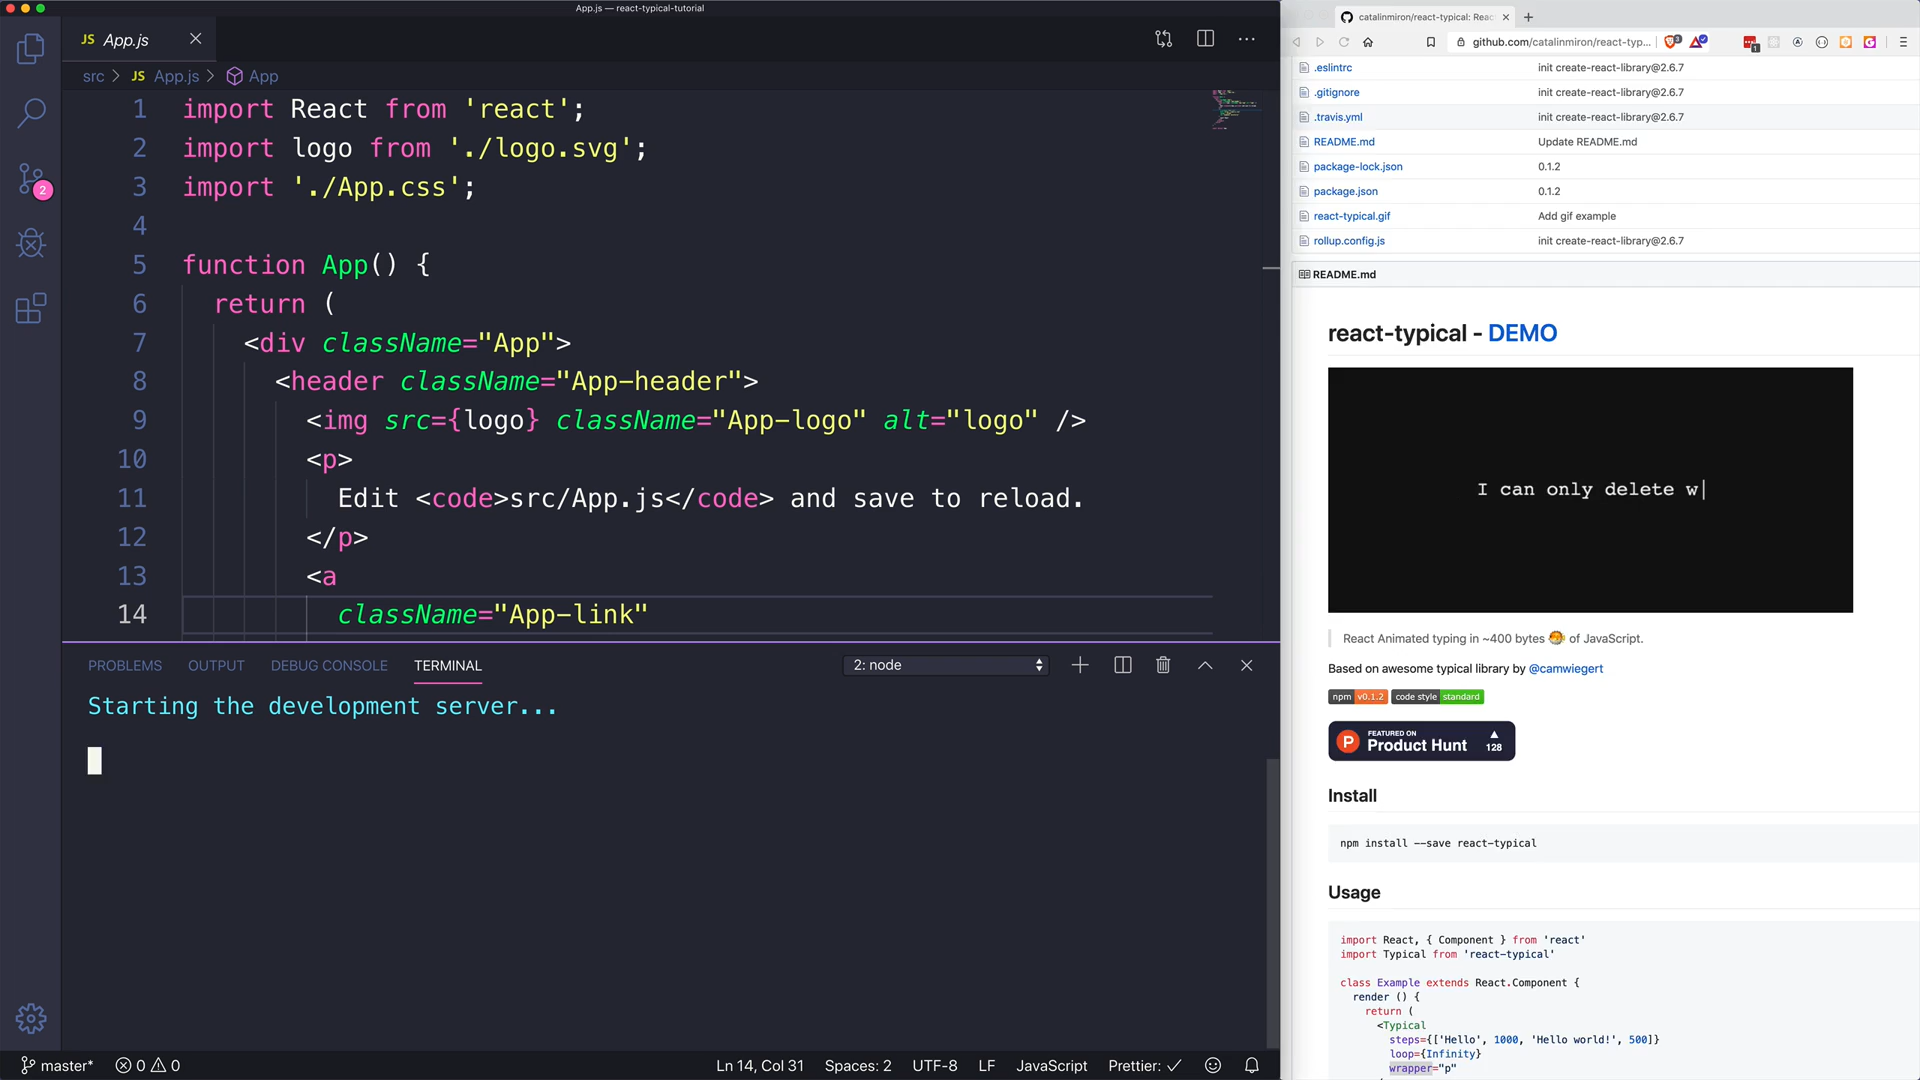 App.js — react-typical-tutorial
JS App.js
src > JS App.js > App
1 import React from 'react';
2 import logo from './logo.svg';
3 import './App.css';
4
5 function App() {
6 return (
7 <div className="App">
8 <header className="App-header">
9 <img src={logo} className="App-logo" alt="logo" />
10 <p>
11 Edit <code>src/App.js</code> and save to reload.
12 </p>
13 <a
14 className="App-link"
2
PROBLEMS OUTPUT DEBUG CONSOLE TERMINAL 2: node
Starting the development server...
master* 0 0 Ln 14, Col 31 Spaces: 2 UTF-8 LF JavaScript Prettier: ✓
catalinmiron/react-typical: Reac
github.com/catalinmiron/react-typ...
.eslintrc init create-react-library@2.6.7
.gitignore init create-react-library@2.6.7
.travis.yml init create-react-library@2.6.7
README.md Update README.md
package-lock.json 0.1.2
package.json 0.1.2
react-typical.gif Add gif example
rollup.config.js init create-react-library@2.6.7
README.md
react-typical - DEMO
I can only delete w|
React Animated typing in ~400 bytes 🐡 of JavaScript.
Based on awesome typical library by @camwiegert
npm v0.1.2 code style standard
P FEATURED ON
Product Hunt 128
Install
npm install --save react-typical
Usage
import React, { Component } from 'react'
import Typical from 'react-typical'
class Example extends React.Component {
render () {
return (
<Typical
steps={['Hello', 1000, 'Hello world!', 500]}
loop={Infinity}
wrapper="p"